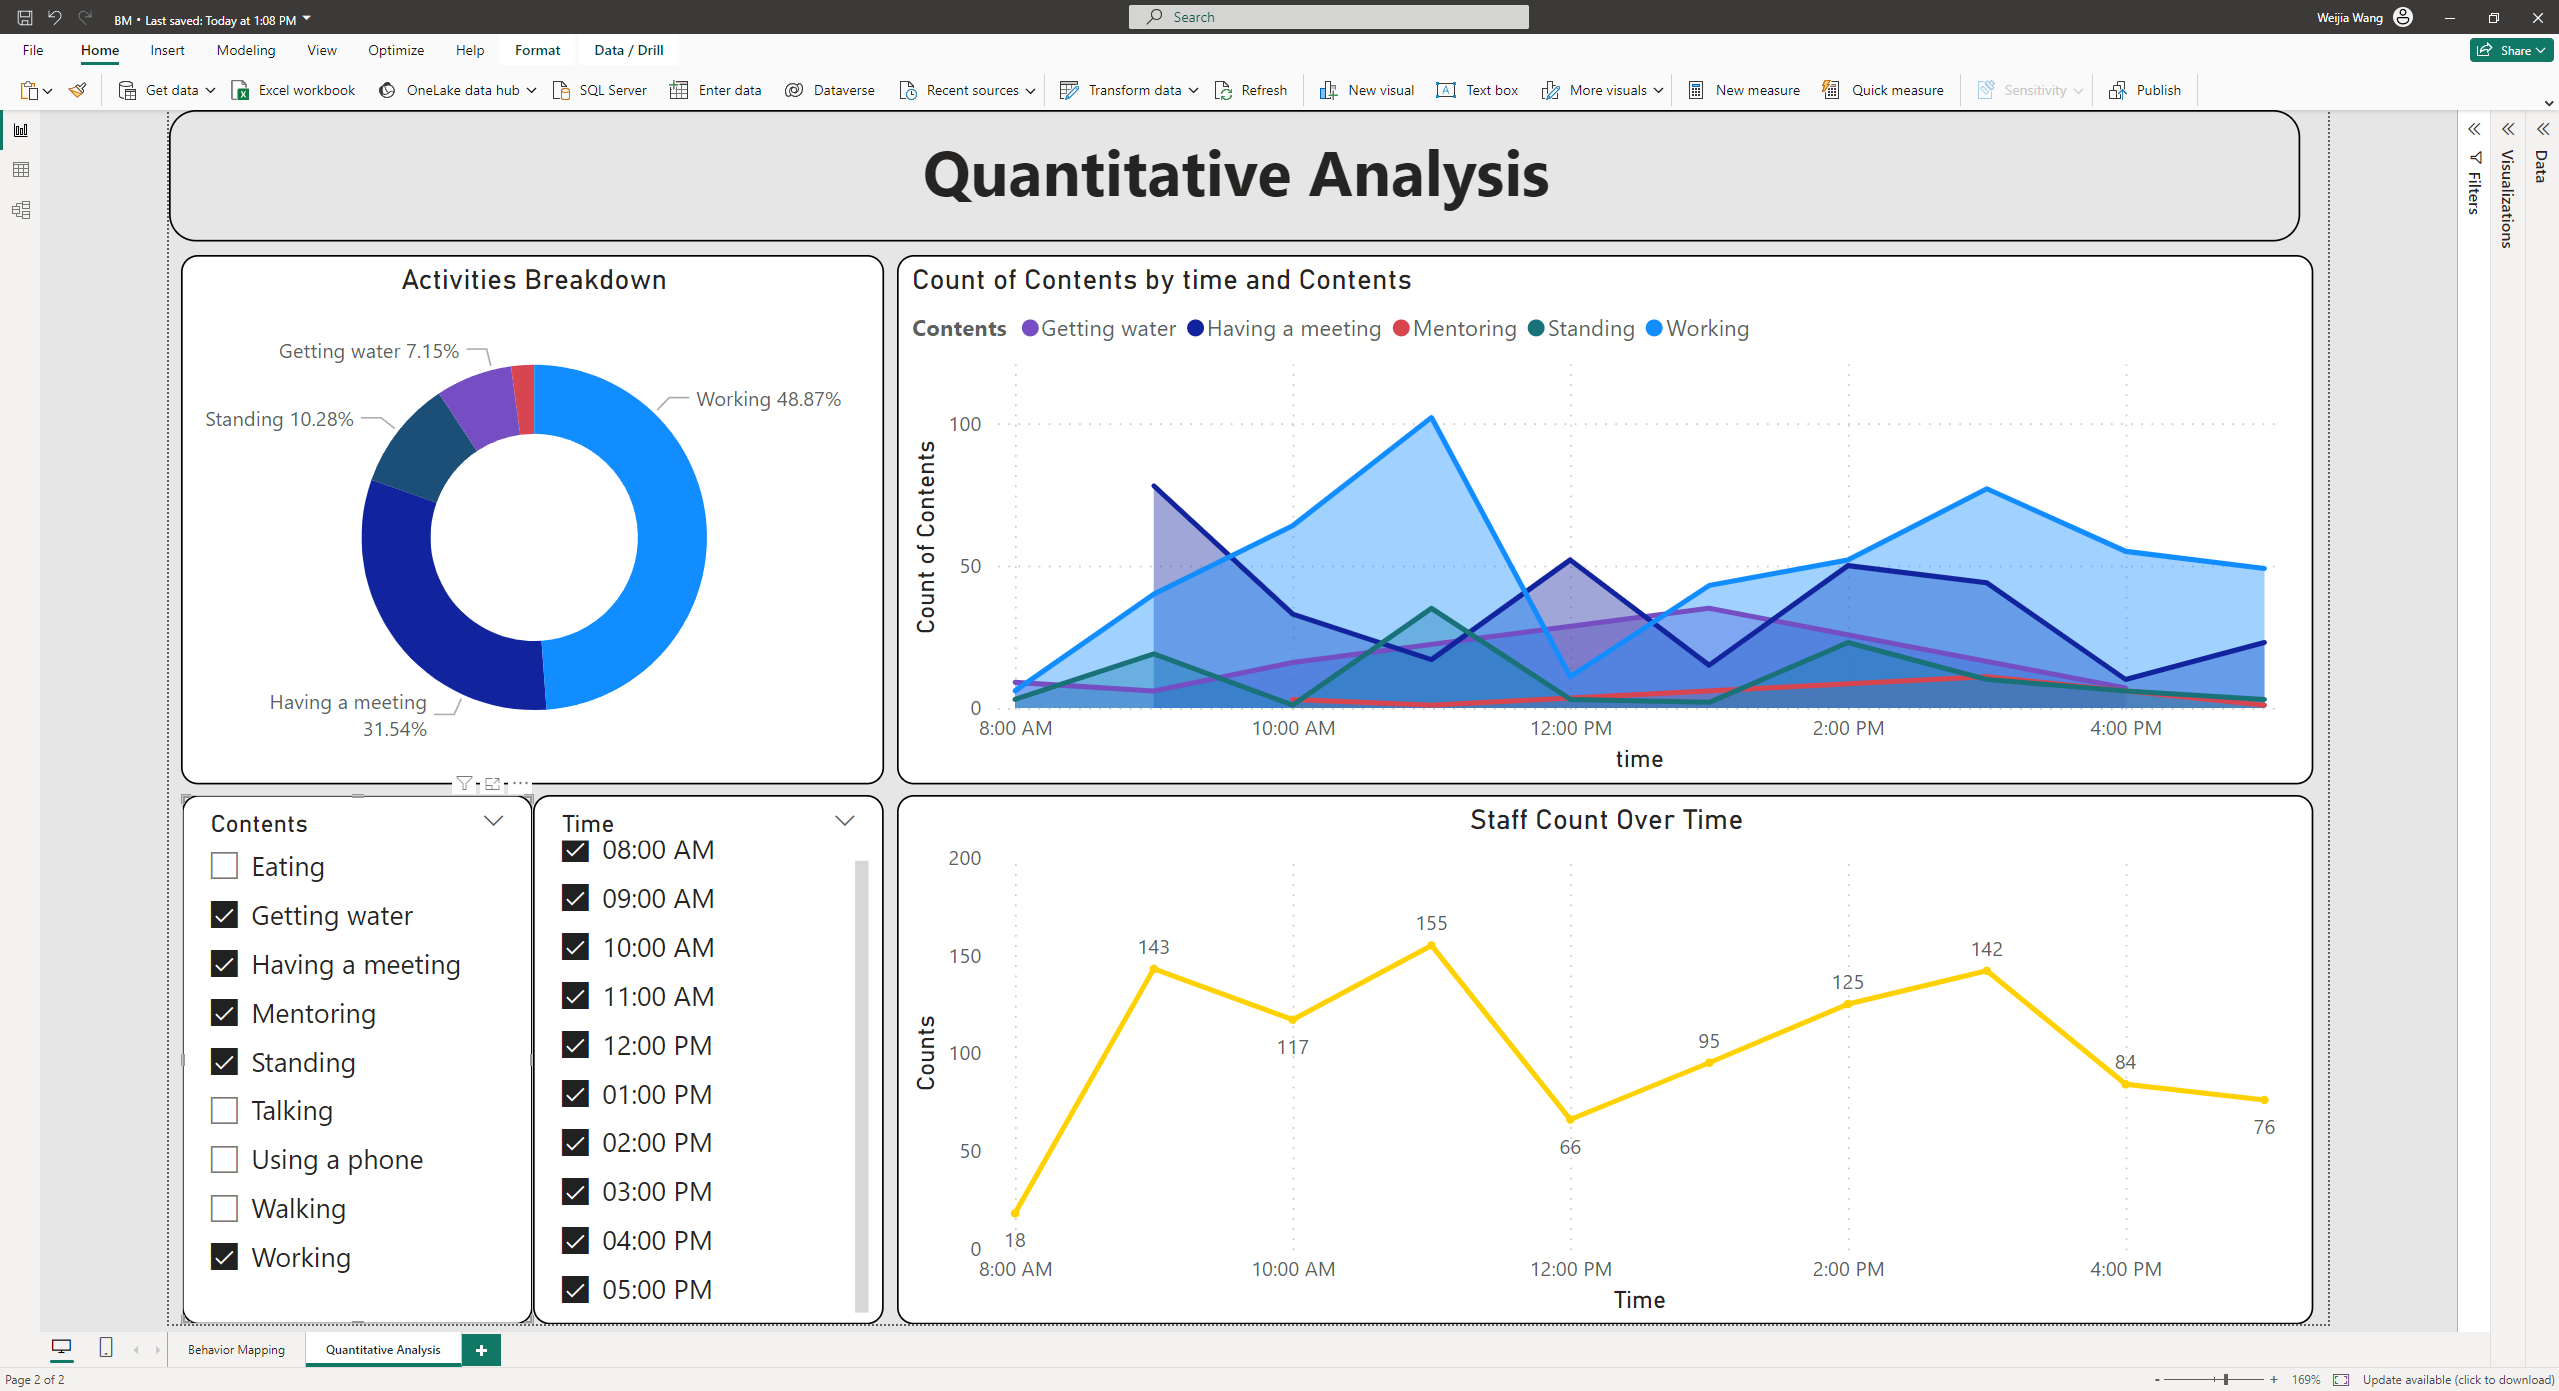 BM • Last saved: Today at 1:08 PM
Search
Weijia Wang
File Home Insert Modeling View Optimize Help Format Data / Drill
Share
Get data Excel workbook OneLake data hub SQL Server Enter data Dataverse Recent sources Transform data Refresh New visual Text box More visuals New measure Quick measure Sensitivity Publish
Quantitative Analysis
Filters
Visualizations
Data
Activities Breakdown
Getting water 7.15%
Working 48.87%
Standing 10.28%
Having a meeting
31.54%
Count of Contents by time and Contents
Contents Getting water Having a meeting Mentoring Standing Working
Count of Contents
100
50
0
8:00 AM 10:00 AM 12:00 PM 2:00 PM 4:00 PM
time
Contents
Eating
Getting water
Having a meeting
Mentoring
Standing
Talking
Using a phone
Walking
Working
Time
08:00 AM
09:00 AM
10:00 AM
11:00 AM
12:00 PM
01:00 PM
02:00 PM
03:00 PM
04:00 PM
05:00 PM
Staff Count Over Time
Counts
200
150
100
50
0
18
143
117
155
66
95
125
142
84
76
8:00 AM 10:00 AM 12:00 PM 2:00 PM 4:00 PM
Time
Behavior Mapping Quantitative Analysis +
Page 2 of 2
- + 169% Update available (click to download)